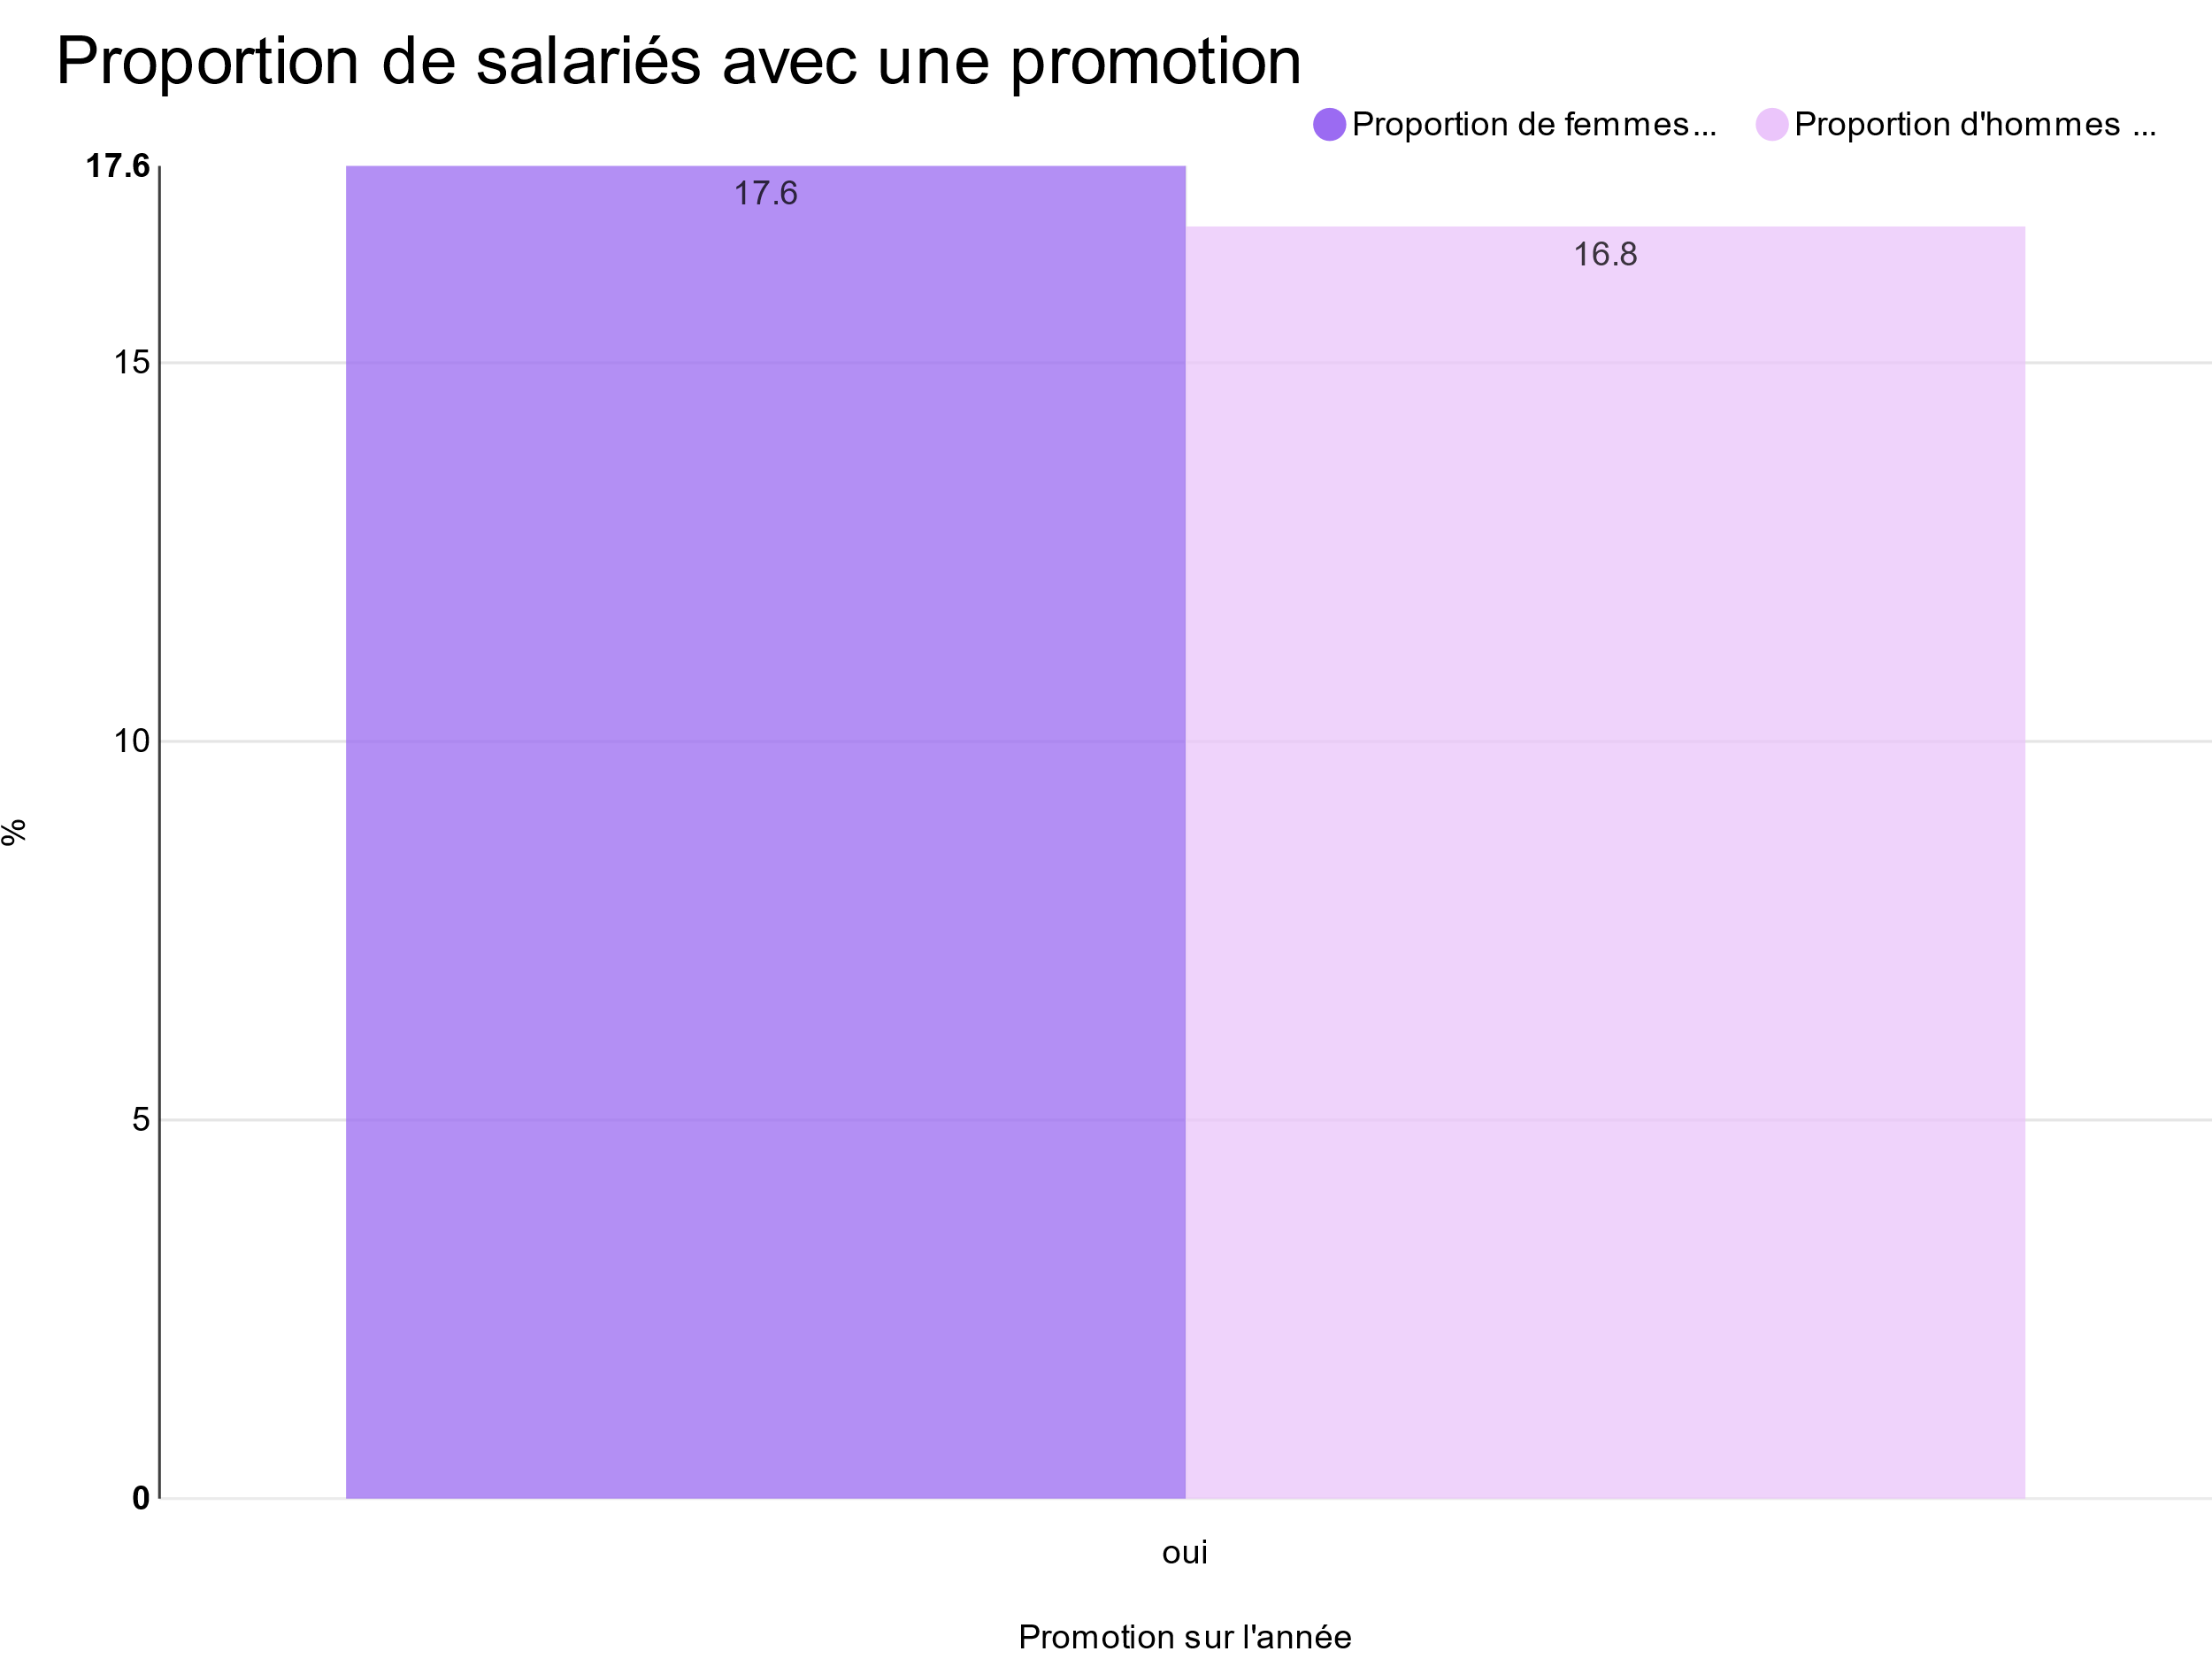 Proportion de salariés avec une promotion
Proportion de femmes... Proportion d'hommes ...
17.6
17.6
16.8
15
10
%
5
0
oui
Promotion sur l'année